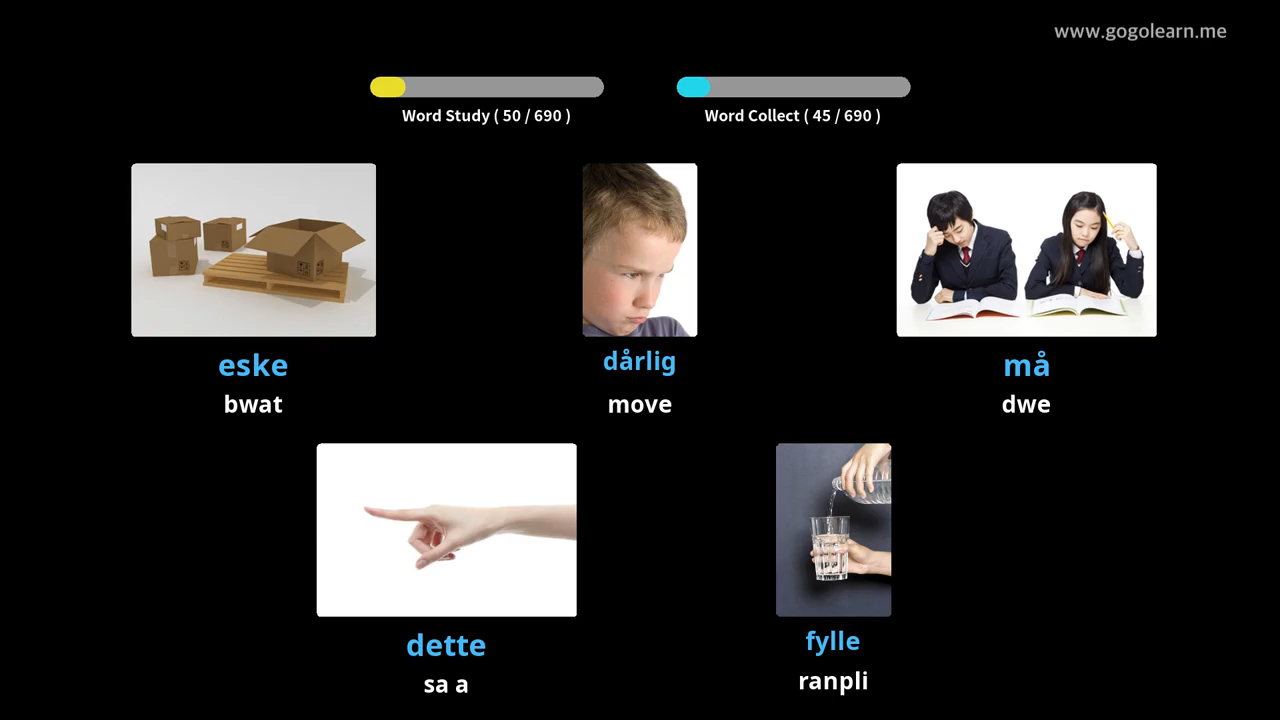 www.gogolearn.me
Word Study ( 50 / 690 )
Word Collect ( 45 / 690 )
eske
bwat
dårlig
move
må
dwe
dette
sa a
fylle
ranpli